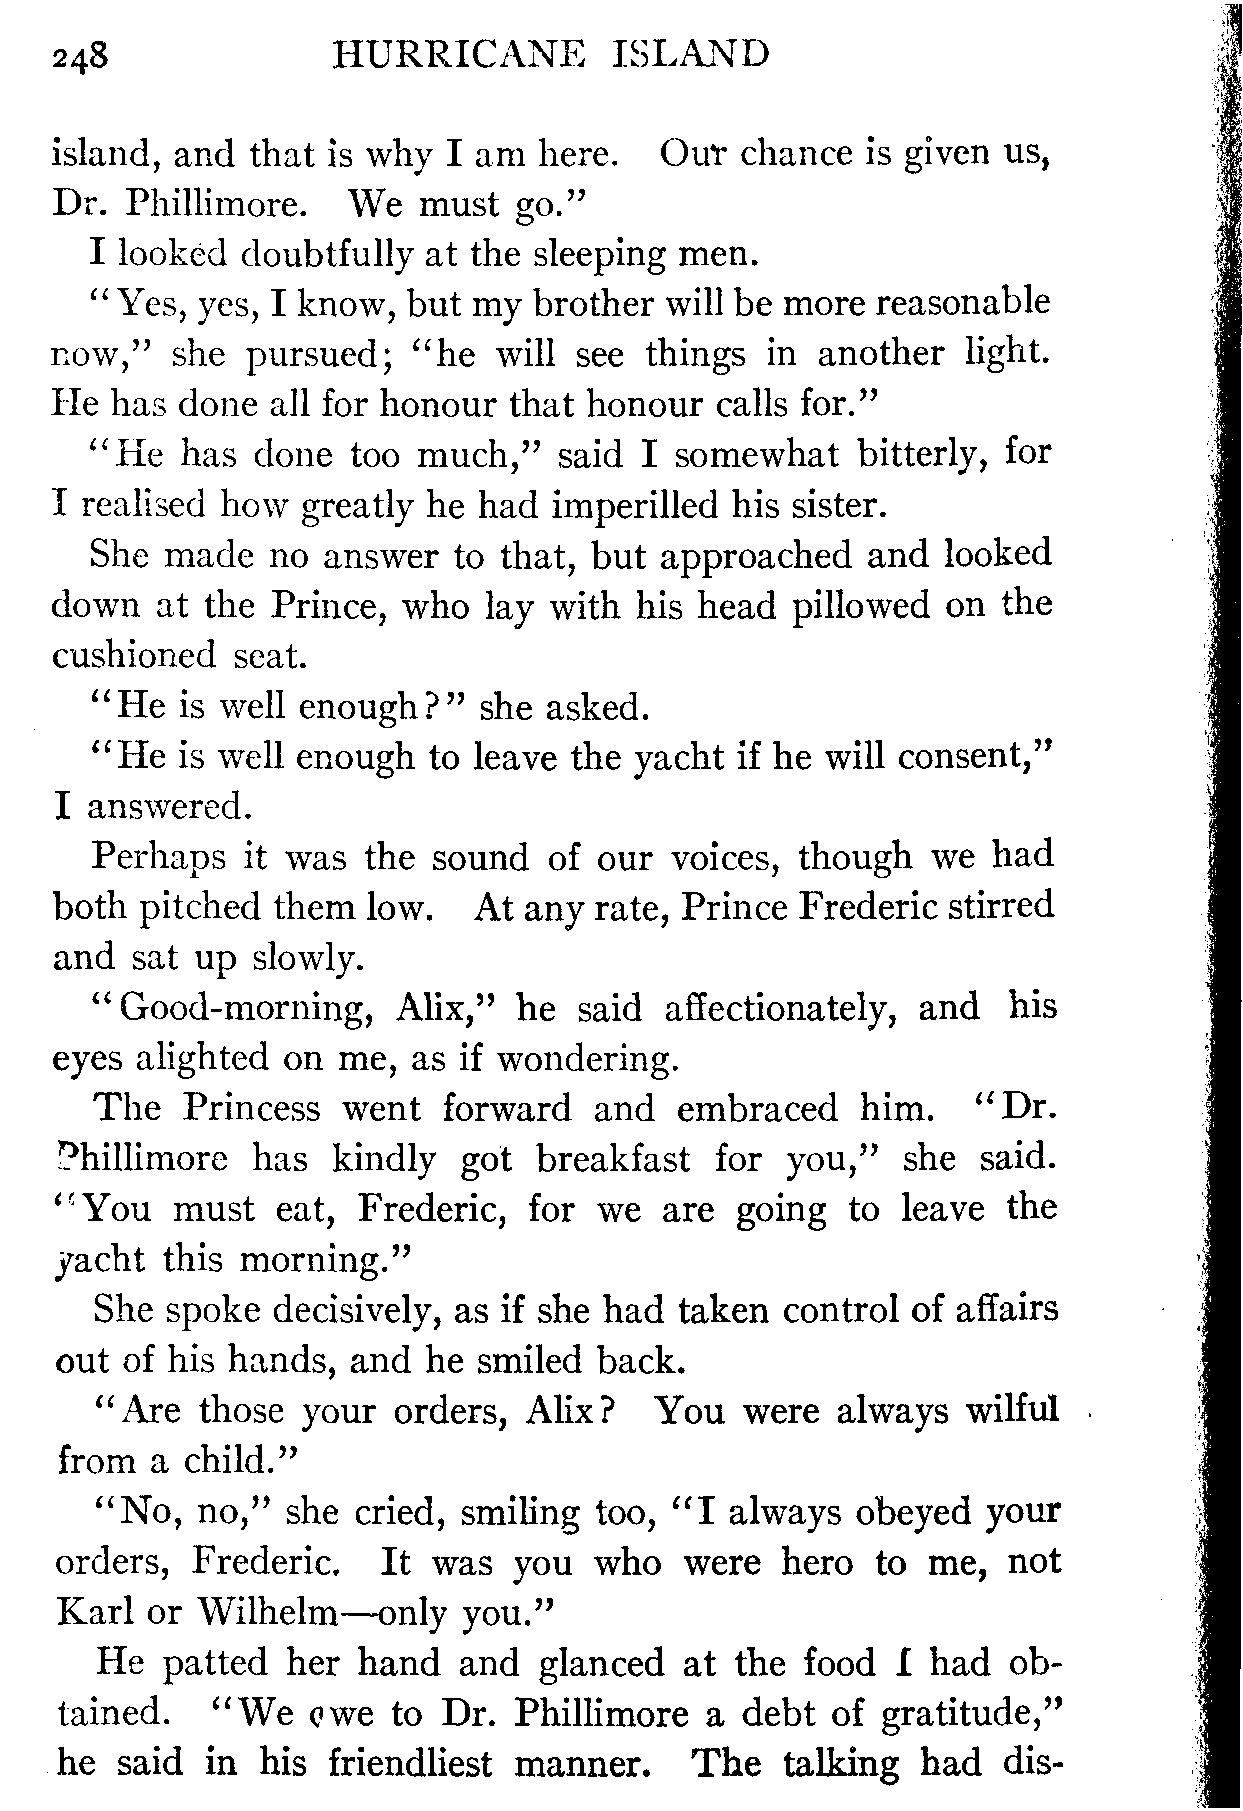 248 HURRICANE ISLAND
island, and that is why I am here. Our chance is given us,
Dr. Phillimore. We must go."
I looked doubtfully at the sleeping men.
"Yes, yes, I know, but my brother will be more reasonable
now," she pursued; "he will see things in another light.
He has done all for honour that honour calls for."
"He has done too much," said I somewhat bitterly, for
I realised how greatly he had imperilled his sister.
She made no answer to that, but approached and looked
down at the Prince, who lay with his head pillowed on the
cushioned seat.
"He is well enough?" she asked.
"He is well enough to leave the yacht if he will consent,"
I answered.
Perhaps it was the sound of our voices, though we had
both pitched them low. At any rate, Prince Frederic stirred
and sat up slowly.
"Good-morning, Alix," he said affectionately, and his
eyes alighted on me, as if wondering.
The Princess went forward and embraced him. "Dr.
Phillimore has kindly got breakfast for you," she said.
"You must eat, Frederic, for we are going to leave the
yacht this morning."
She spoke decisively, as if she had taken control of affairs
out of his hands, and he smiled back.
"Are those your orders, Alix? You were always wilful
from a child."
"No, no," she cried, smiling too, "I always obeyed your
orders, Frederic. It was you who were hero to me, not
Karl or Wilhelm—only you."
He patted her hand and glanced at the food I had ob-
tained. "We owe to Dr. Phillimore a debt of gratitude,"
he said in his friendliest manner. The talking had dis-